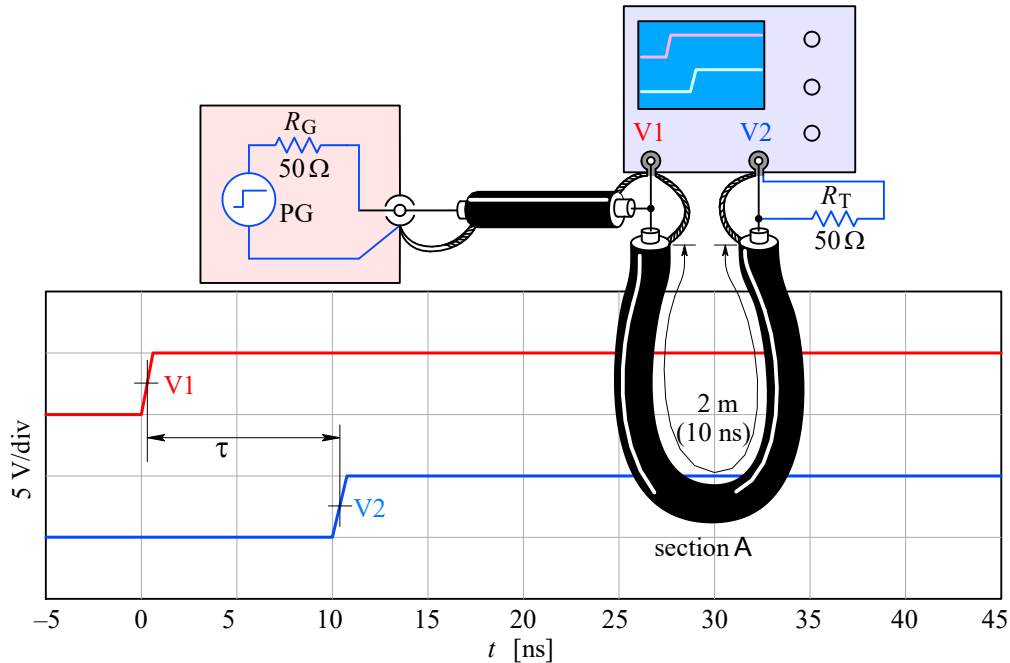 V1
V2
R_G
50 Ω
PG
R_T
50 Ω
V1
2 m
(10 ns)
5 V/div
τ
V2
section A
–5 0 5 10 15 20 25 30 35 40 45
t [ns]